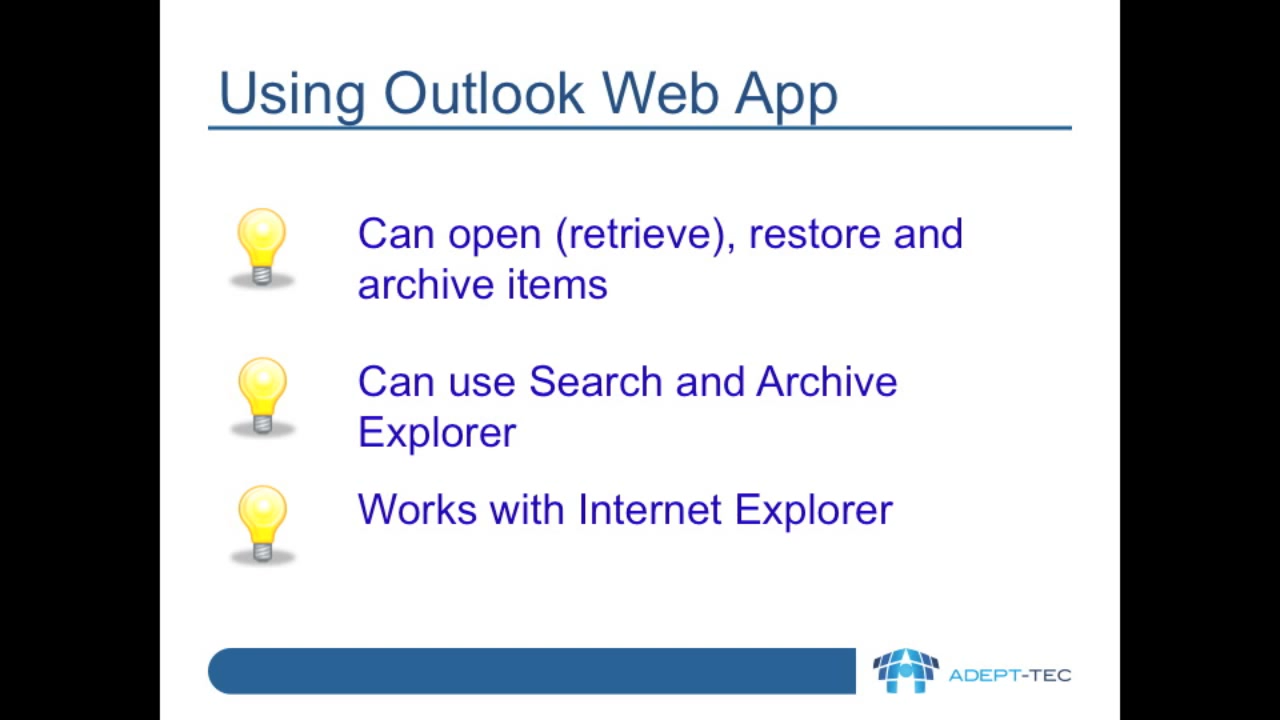 Using Outlook Web App
Can open (retrieve), restore and
archive items
Can use Search and Archive
Explorer
Works with Internet Explorer
ADEPT-TEC